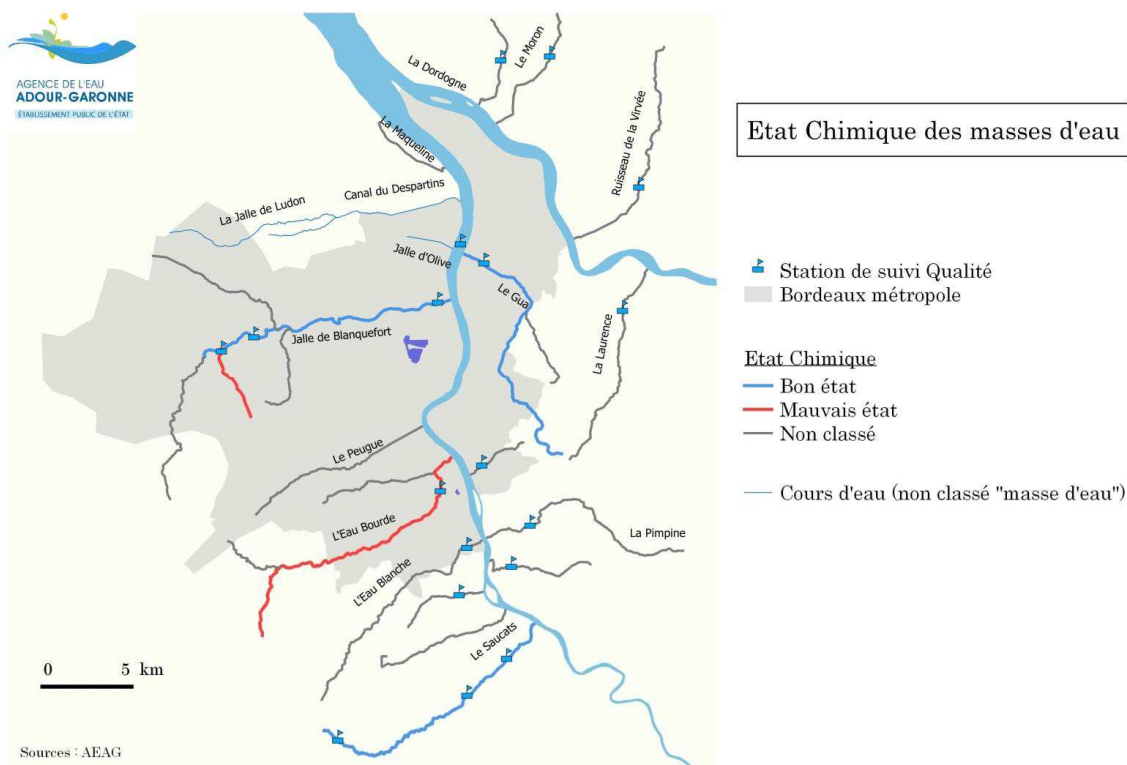 AGENCE DE L'EAU
ADOUR-GARONNE
ÉTABLISSEMENT PUBLIC DE L'ÉTAT
La Dordogne
Le Moron
Ruisseau de la Virvée
La Maqueline
Canal du Despartins
La Jalle de Ludon
Jalle d'Olive
Le Gua
La Laurence
Jalle de Blanquefort
Le Peugue
L'Eau Bourde
L'Eau Blanche
La Pimpine
Le Saucats
0 5 km
Sources : AEAG
Etat Chimique des masses d'eau
Station de suivi Qualité
Bordeaux métropole
Etat Chimique
Bon état
Mauvais état
Non classé
Cours d'eau (non classé "masse d'eau")